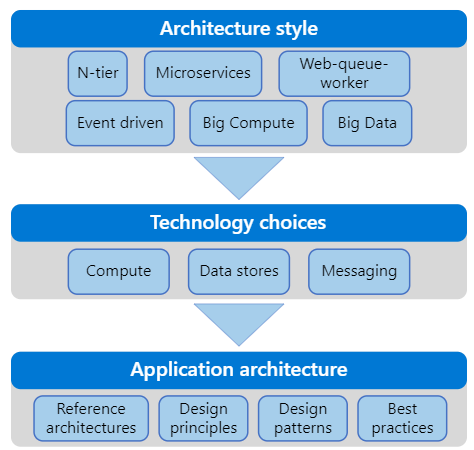 Architecture style
N-tier
Microservices
Web-queue-
worker
Event driven
Big Compute
Big Data
Technology choices
Compute
Data stores
Messaging
Application architecture
Reference
architectures
Design
principles
Design
patterns
Best
practices